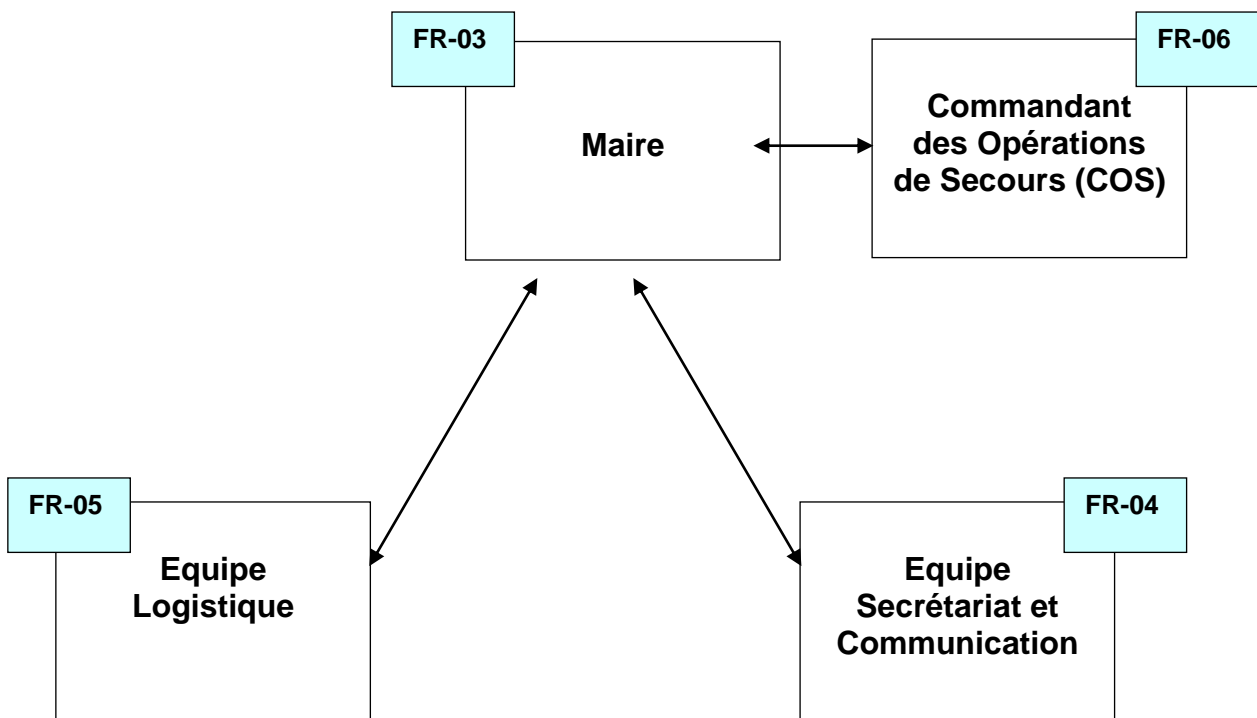 FR-03
FR-06
Maire
Commandant
des Opérations
de Secours (COS)
FR-05
FR-04
Equipe
Logistique
Equipe
Secrétariat et
Communication